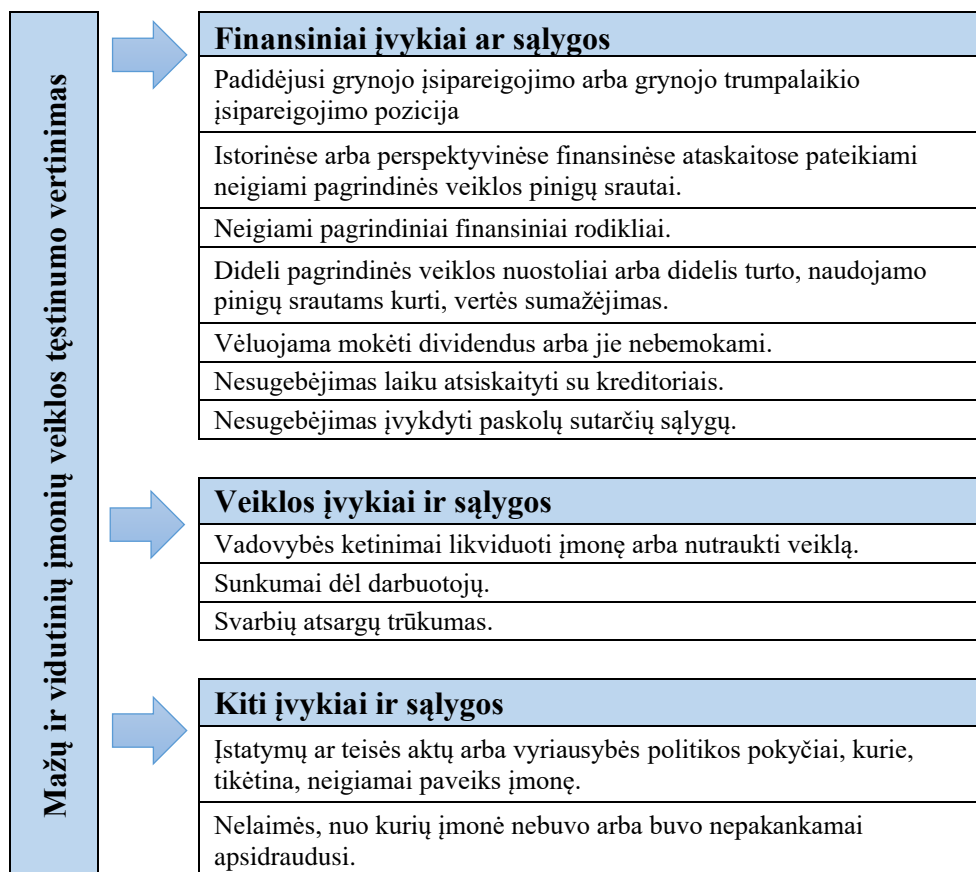 Mažų ir vidutinių įmonių veiklos tęstinumo vertinimas
Finansiniai įvykiai ar sąlygos
Padidėjusi grynojo įsipareigojimo arba grynojo trumpalaikio
įsipareigojimo pozicija
Istorinėse arba perspektyvinėse finansinėse ataskaitose pateikiami
neigiami pagrindinės veiklos pinigų srautai.
Neigiami pagrindiniai finansiniai rodikliai.
Dideli pagrindinės veiklos nuostoliai arba didelis turto, naudojamo
pinigų srautams kurti, vertės sumažėjimas.
Vėluojama mokėti dividendus arba jie nebemokami.
Nesugebėjimas laiku atsiskaityti su kreditoriais.
Nesugebėjimas įvykdyti paskolų sutarčių sąlygų.
Veiklos įvykiai ir sąlygos
Vadovybės ketinimai likviduoti įmonę arba nutraukti veiklą.
Sunkumai dėl darbuotojų.
Svarbių atsargų trūkumas.
Kiti įvykiai ir sąlygos
Įstatymų ar teisės aktų arba vyriausybės politikos pokyčiai, kurie,
tikėtina, neigiamai paveiks įmonę.
Nelaimės, nuo kurių įmonė nebuvo arba buvo nepakankamai
apsidraudusi.